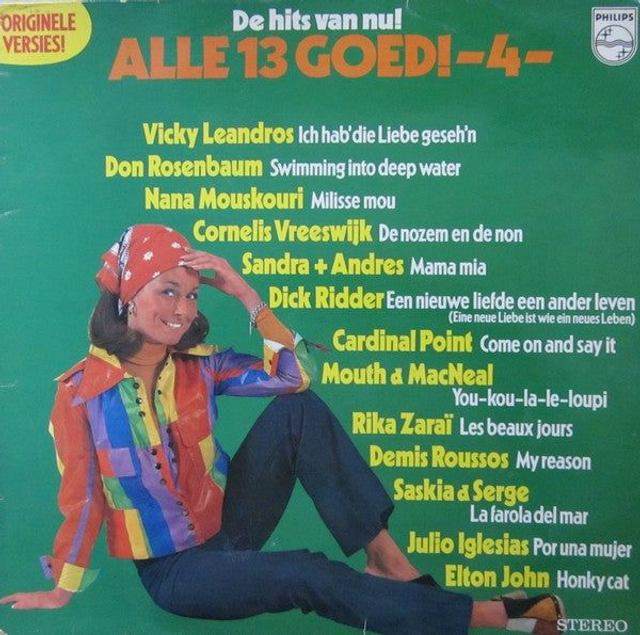 ORIGINELE
VERSIES!
De hits van nu!
ALLE 13 GOED! -4-
PHILIPS
Vicky Leandros Ich hab' die Liebe geseh'n
Don Rosenbaum Swimming into deep water
Nana Mouskouri Milisse mou
Cornelis Vreeswijk De nozem en de non
Sandra + Andres Mama mia
Dick Ridder Een nieuwe liefde een ander leven
(Eine neue Liebe ist wie ein neues Leben)
Cardinal Point Come on and say it
Mouth & MacNeal
You-kou-la-le-loupi
Rika Zaraï Les beaux jours
Demis Roussos My reason
Saskia & Serge
La farola del mar
Julio Iglesias Por una mujer
Elton John Honky cat
STEREO